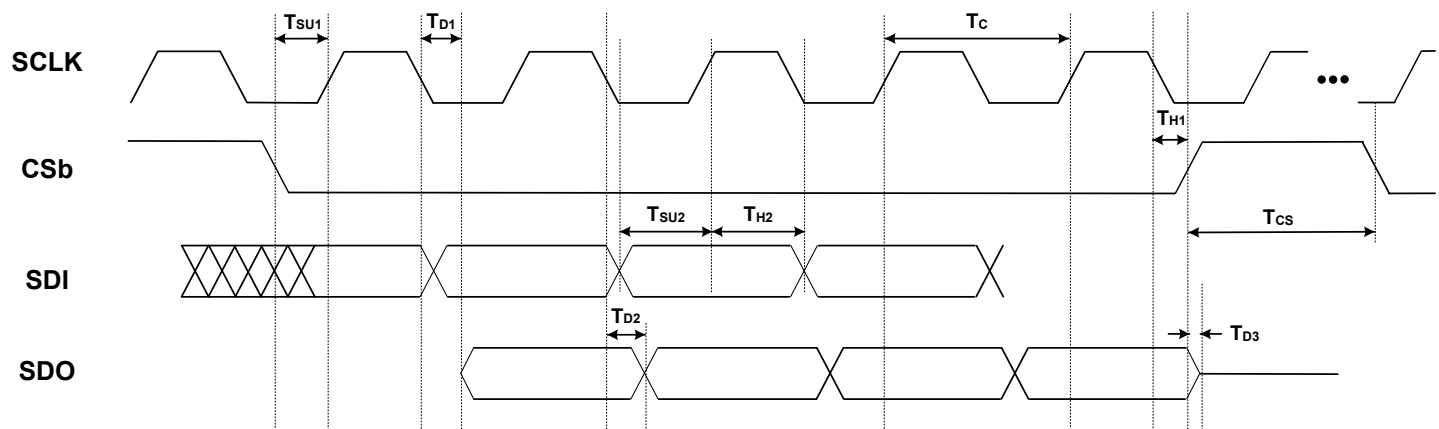 TSU1
TD1
TC
SCLK
•••
TH1
CSb
TSU2
TH2
TCS
SDI
TD2
TD3
SDO